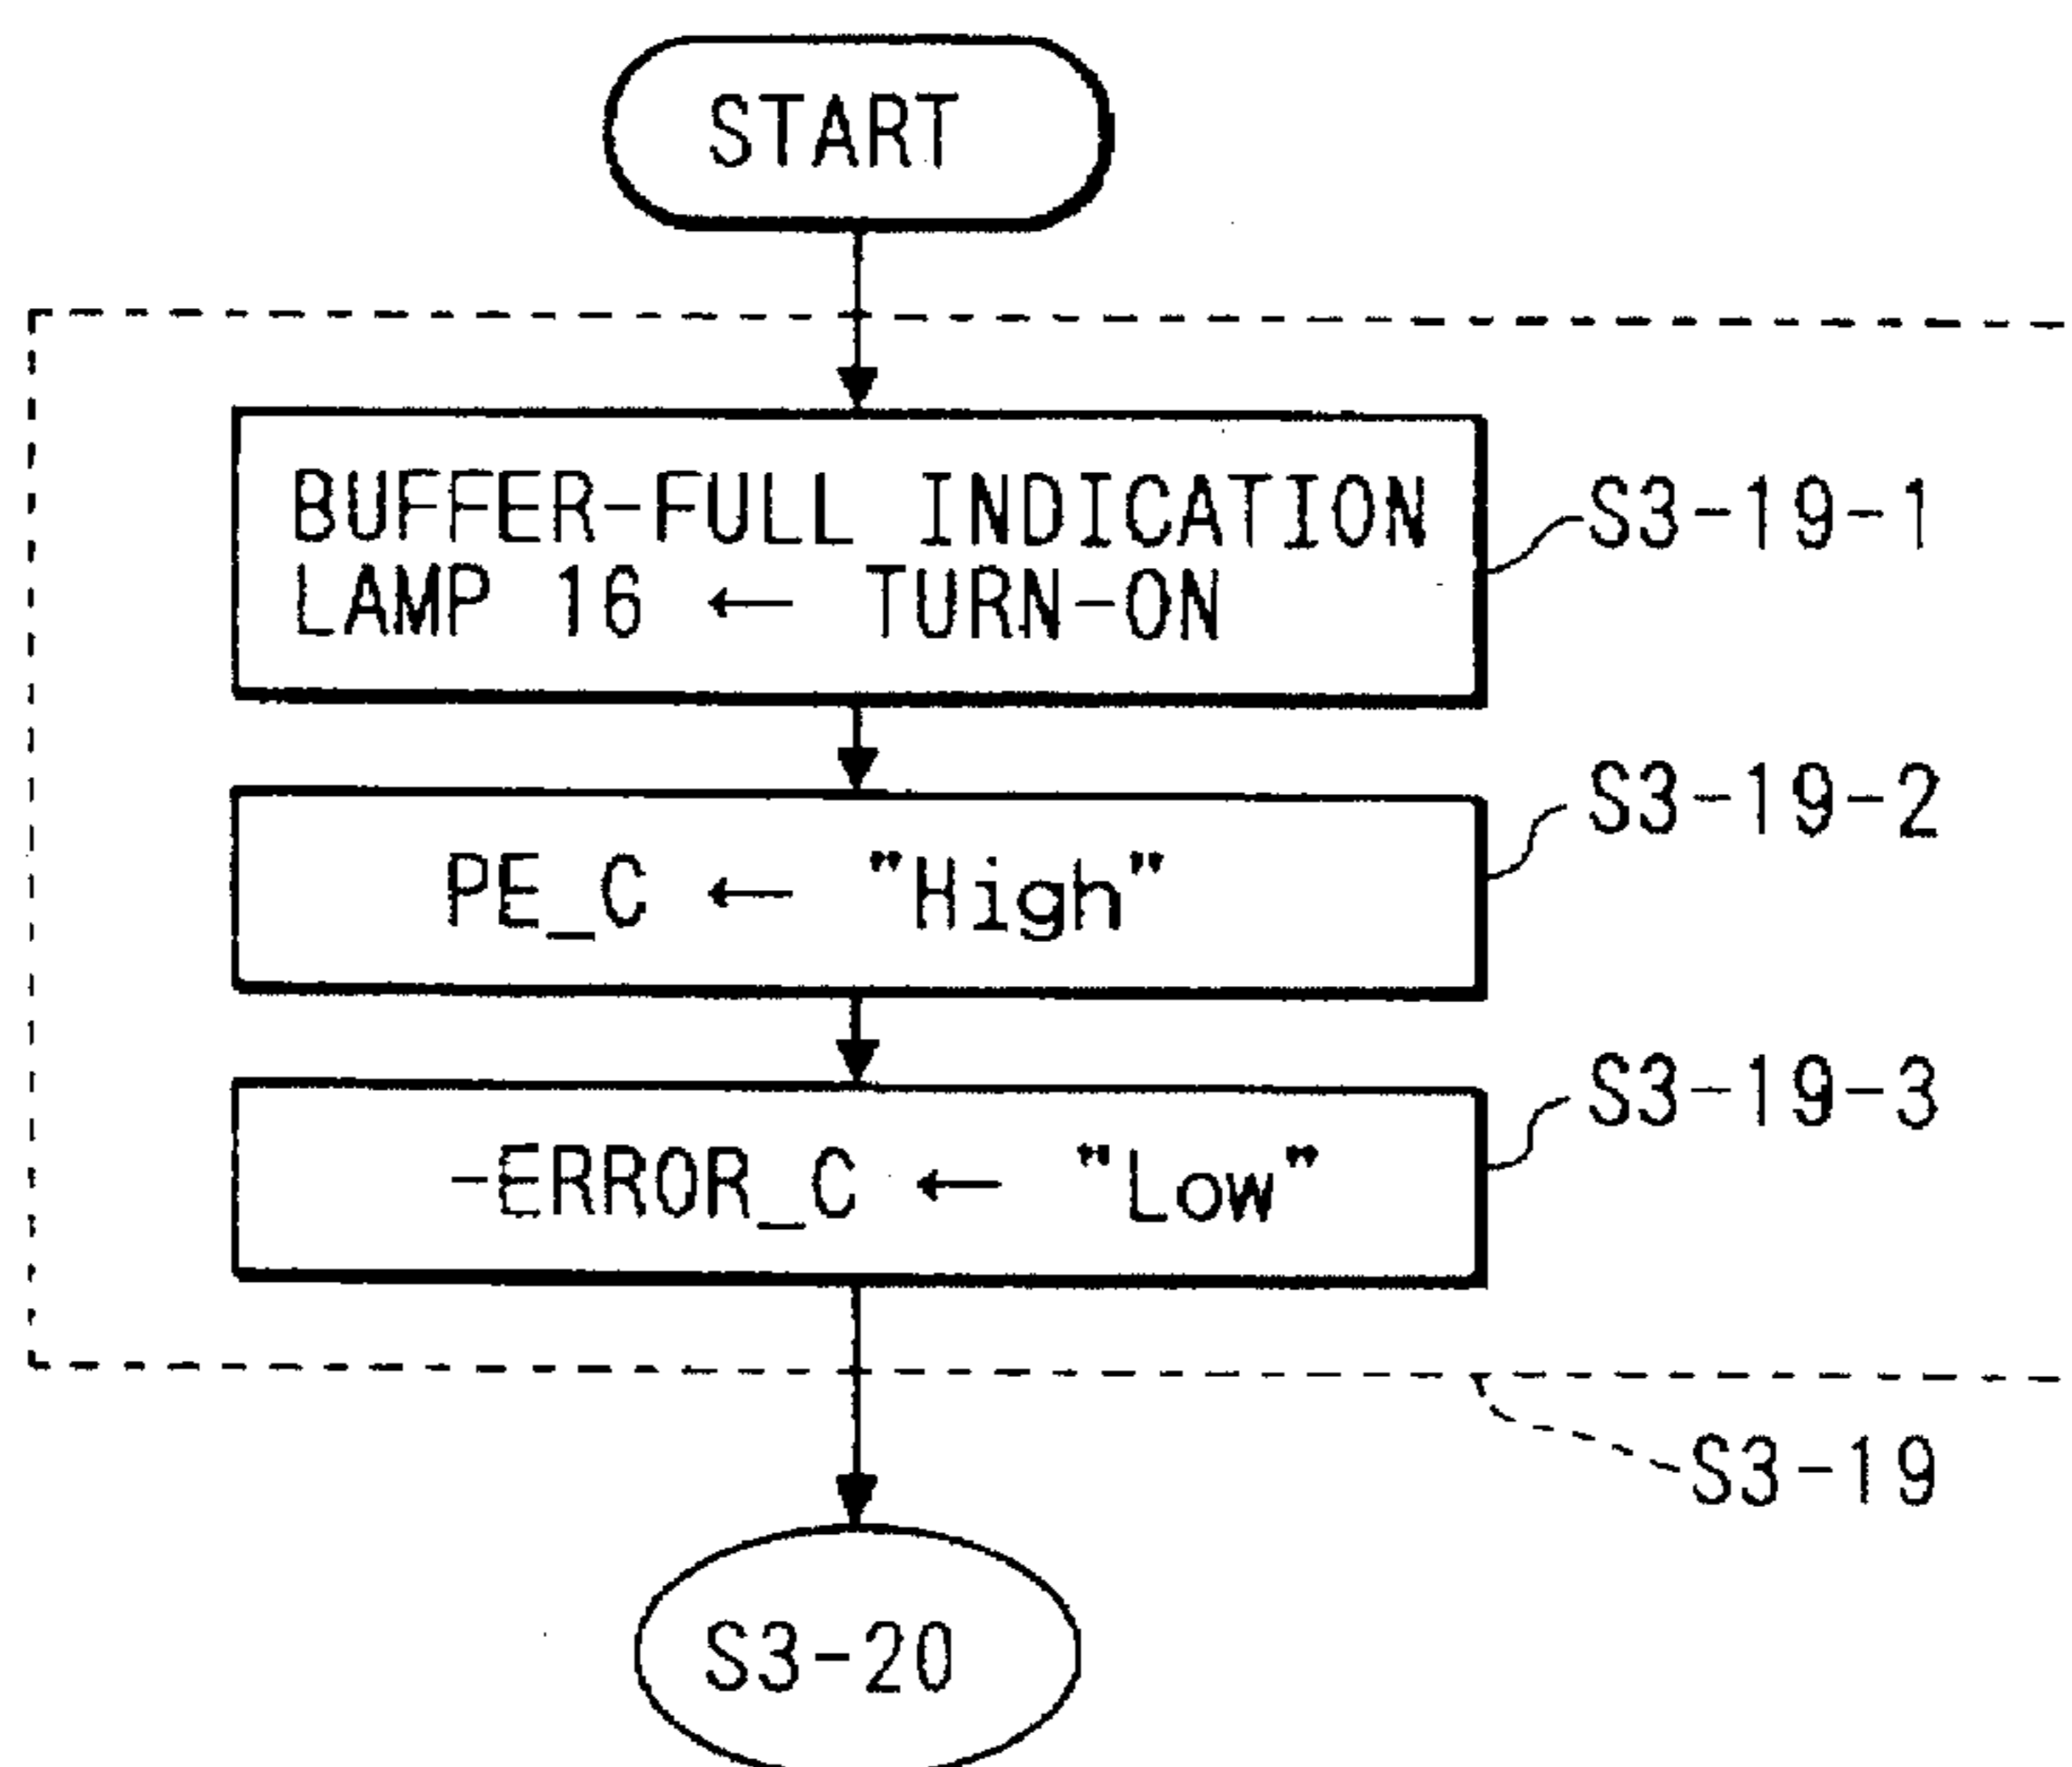 START
BUFFER-FULL INDICATION
LAMP 16 ← TURN-ON
S3-19-1
PE_C ← "High"
S3-19-2
-ERROR_C ← "Low"
S3-19-3
S3-19
S3-20